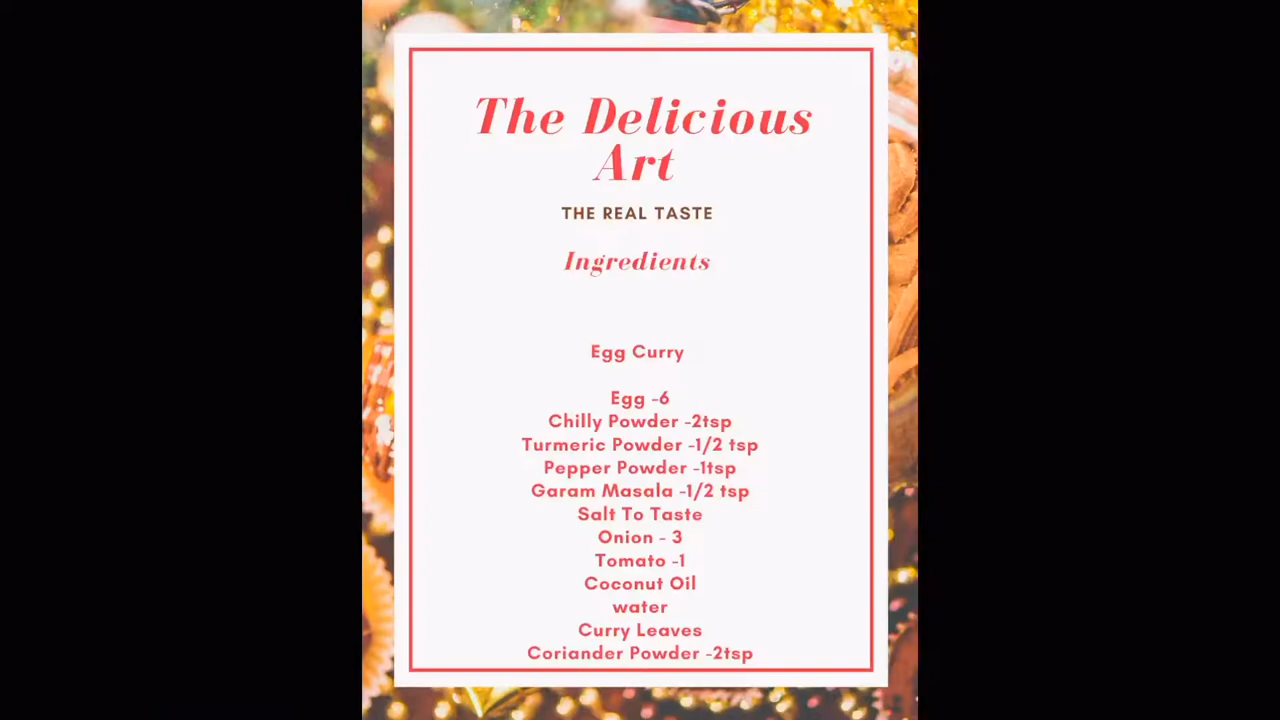 The Delicious
Art
THE REAL TASTE
Ingredients
Egg Curry
Egg -6
Chilly Powder -2tsp
Turmeric Powder -1/2 tsp
Pepper Powder -1tsp
Garam Masala -1/2 tsp
Salt To Taste
Onion - 3
Tomato -1
Coconut Oil
water
Curry Leaves
Coriander Powder -2tsp